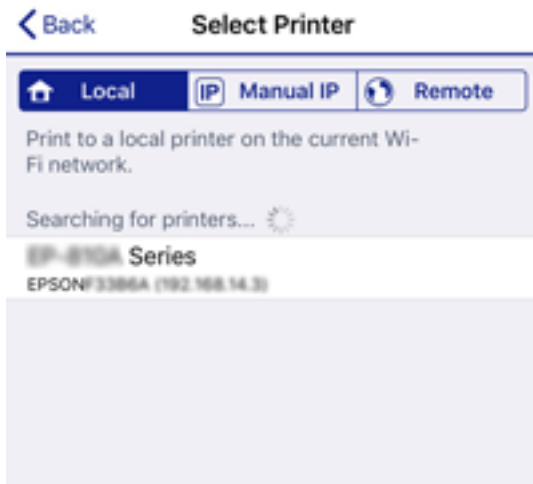 Back
Select Printer
Local
IP Manual IP
Remote
Print to a local printer on the current Wi-
Fi network.
Searching for printers...
Series
EPSON